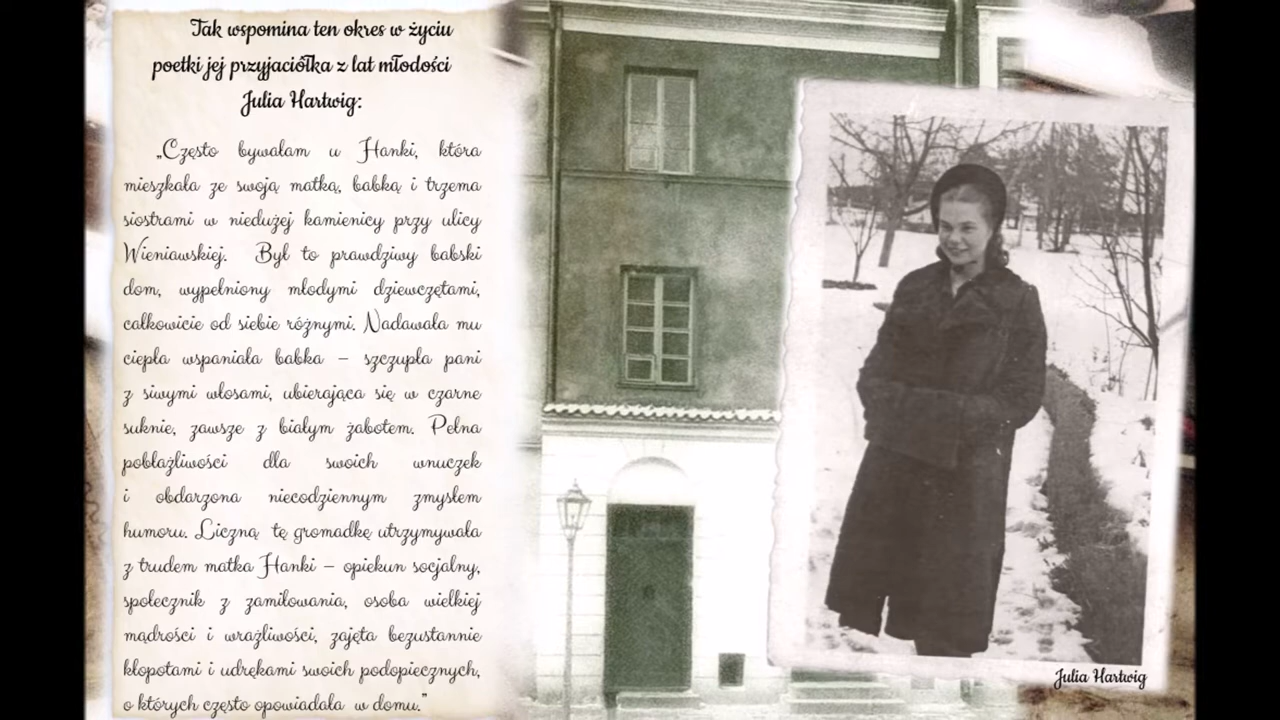 Tak wspomina ten okres w życiu
poetki jej przyjaciółka z lat młodości
Julia Hartwig:
„Często bywałam u Hanki, która
mieszkała ze swoją matką, babką i trzema
siostrami w niedużej kamienicy przy ulicy
Wieniawskiej. Był to prawdziwy babski
dom, wypełniony młodymi dziewczętami,
całkowicie od siebie różnymi. Nadawała mu
ciepła wspaniała babka – szczupła pani
z siwymi włosami, ubierająca się w czarne
suknie, zawsze z białym żabotem. Pełna
pobłażliwości dla swoich wnuczek
i obdarzona niecodziennym zmysłem
humoru. Liczną tę gromadkę utrzymywała
z trudem matka Hanki – opiekun socjalny,
społecznik z zamiłowania, osoba wielkiej
mądrości i wrażliwości, zajęta bezustannie
kłopotami i udrękami swoich podopiecznych,
o których często opowiadała w domu.”
Julia Hartwig